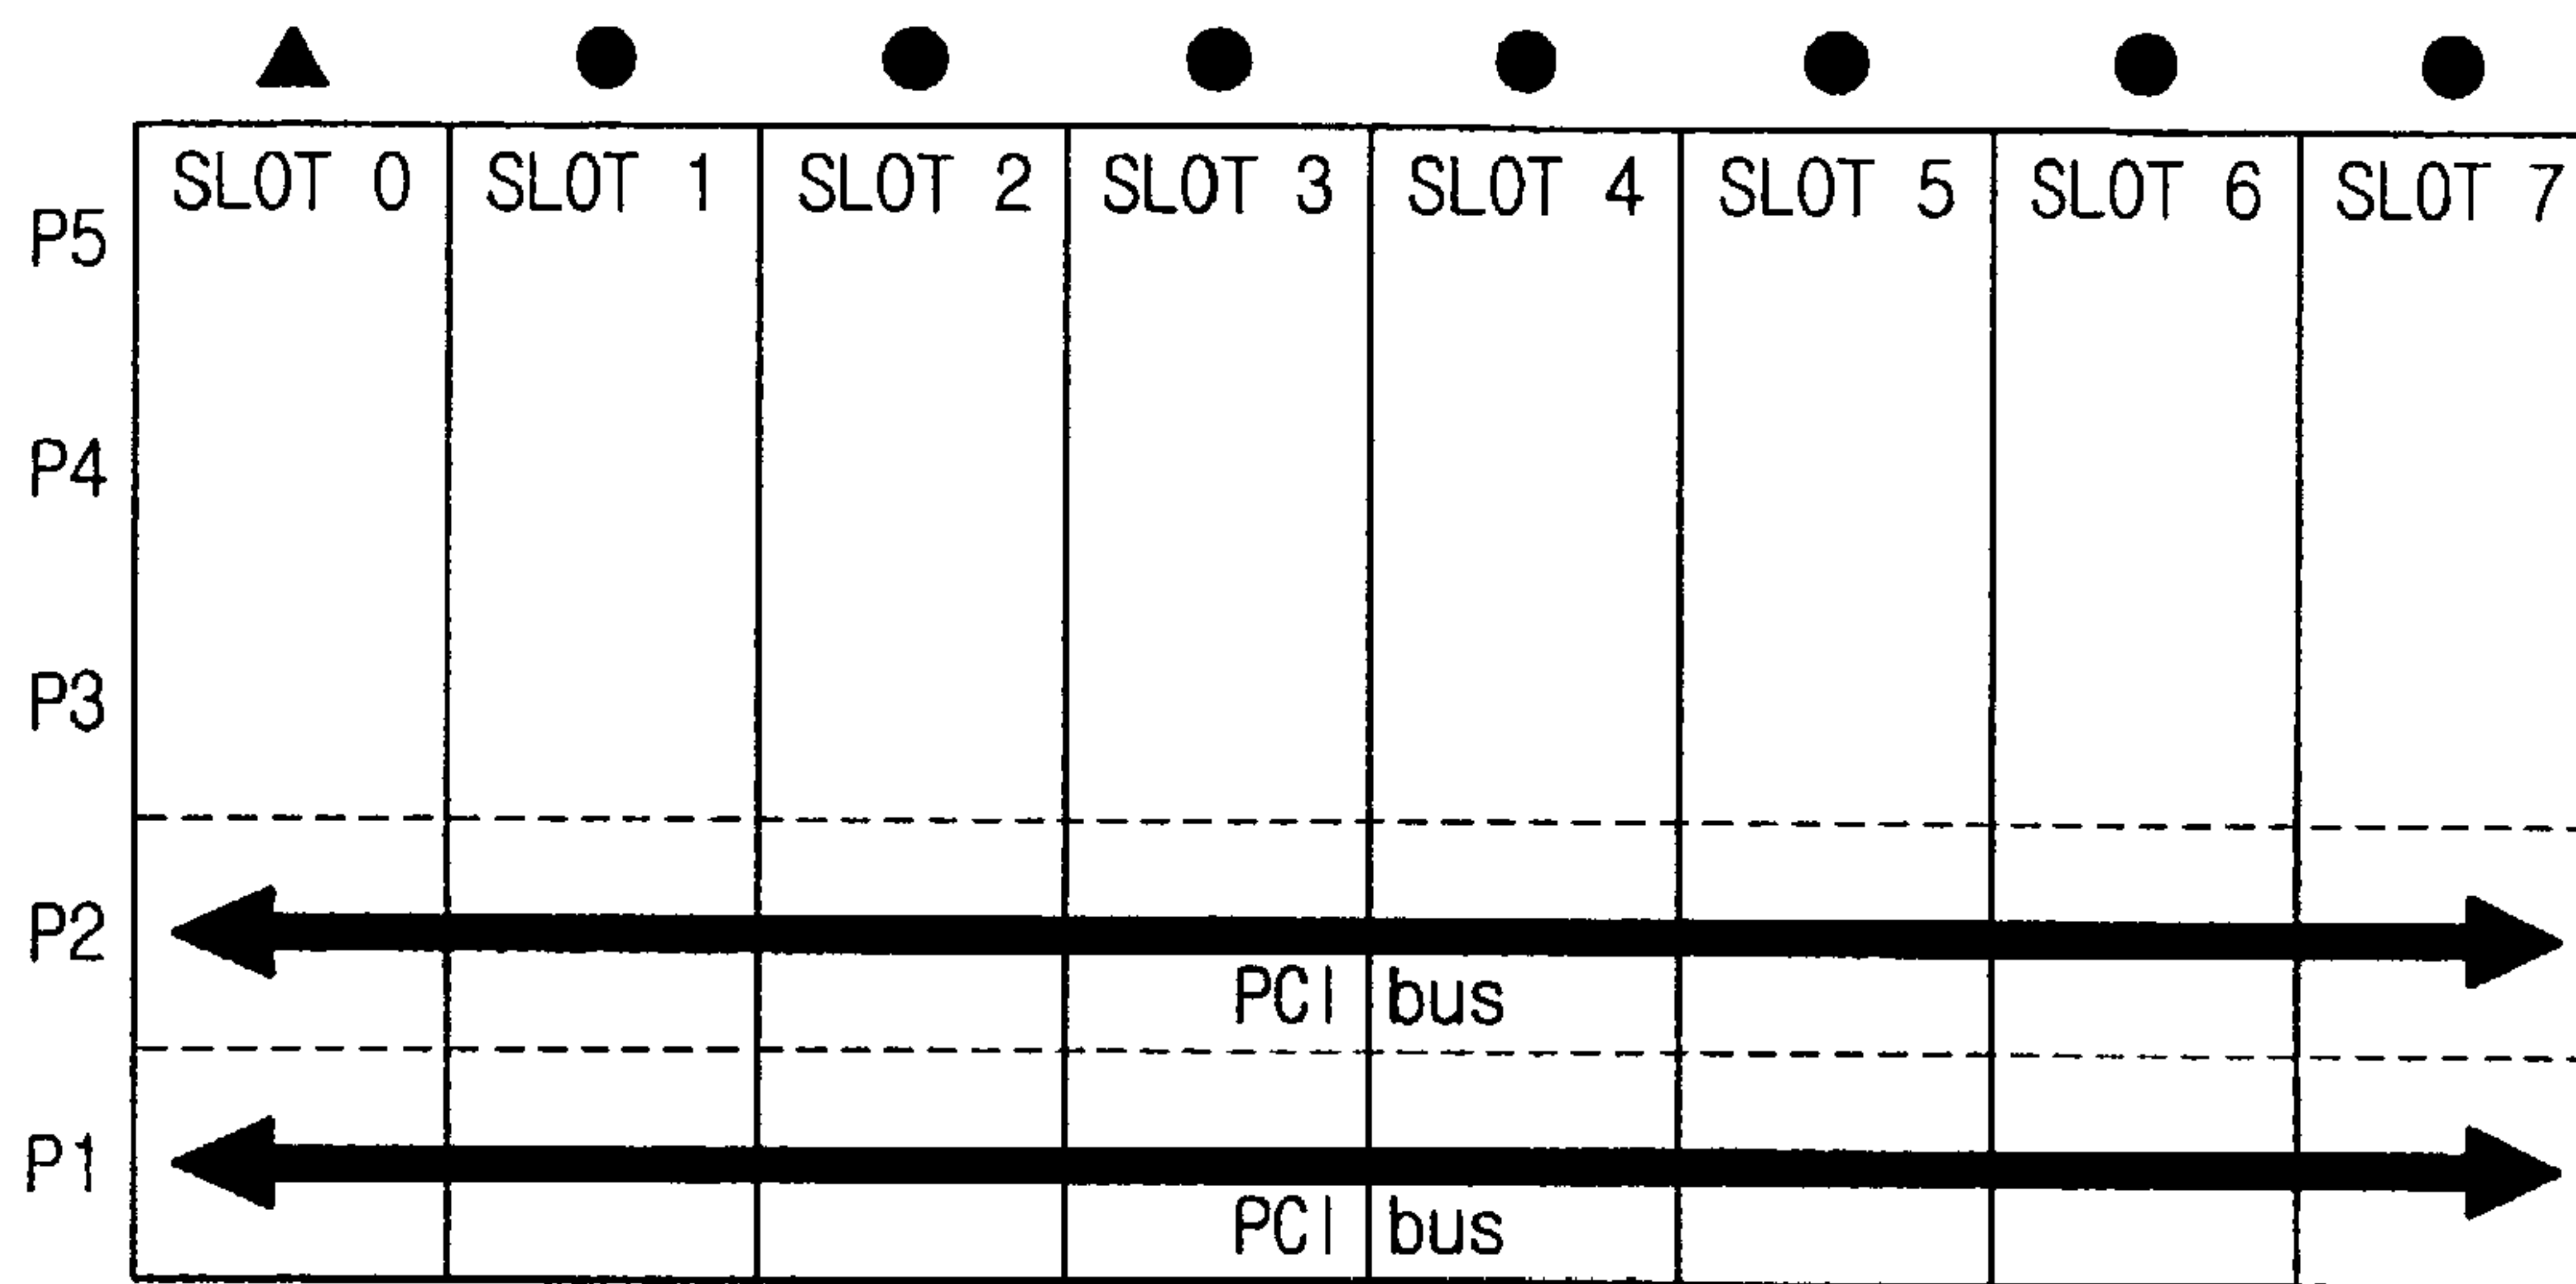 SLOT 0 SLOT 1 SLOT 2 SLOT 3 SLOT 4 SLOT 5 SLOT 6 SLOT 7
P5
P4
P3
P2
PCI bus
P1
PCI bus